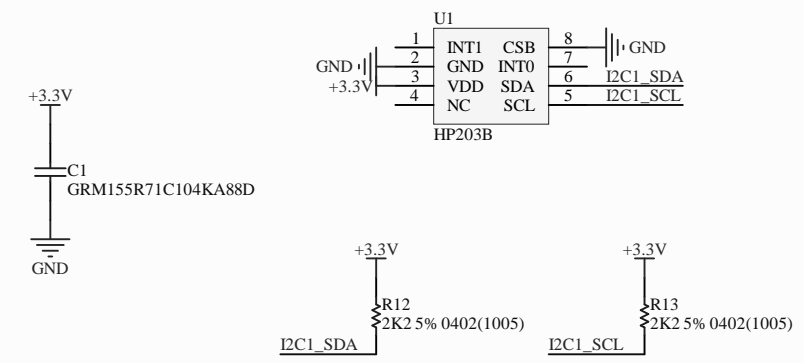 U1
1 INT1 CSB 8 GND
GND 2 GND INT0 7
+3.3V 3 VDD SDA 6 I2C1_SDA
4 NC SCL 5 I2C1_SCL
HP203B
+3.3V
C1
GRM155R71C104KA88D
GND
+3.3V
R12
2K2 5% 0402(1005)
I2C1_SDA
+3.3V
R13
2K2 5% 0402(1005)
I2C1_SCL